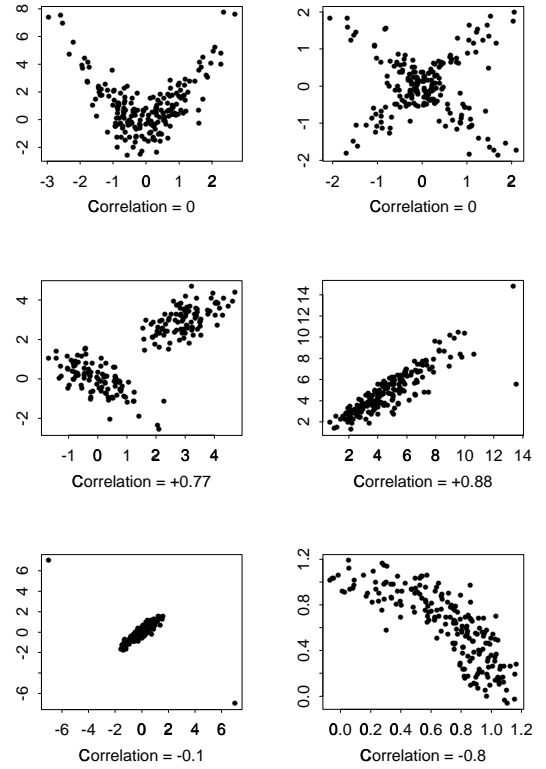 8
6
4
2
0
-2
-3 -2 -1 0 1 2
Correlation = 0
2
1
0
-1
-2
-2 -1 0 1 2
Correlation = 0
4
2
0
-2
-1 0 1 2 3 4
Correlation = +0.77
14
12
10
8
6
4
2
2 4 6 8 10 12 14
Correlation = +0.88
6
4
2
0
-2
-6
-6 -4 -2 0 2 4 6
Correlation = -0.1
1.2
0.8
0.4
0.0
0.0 0.2 0.4 0.6 0.8 1.0 1.2
Correlation = -0.8